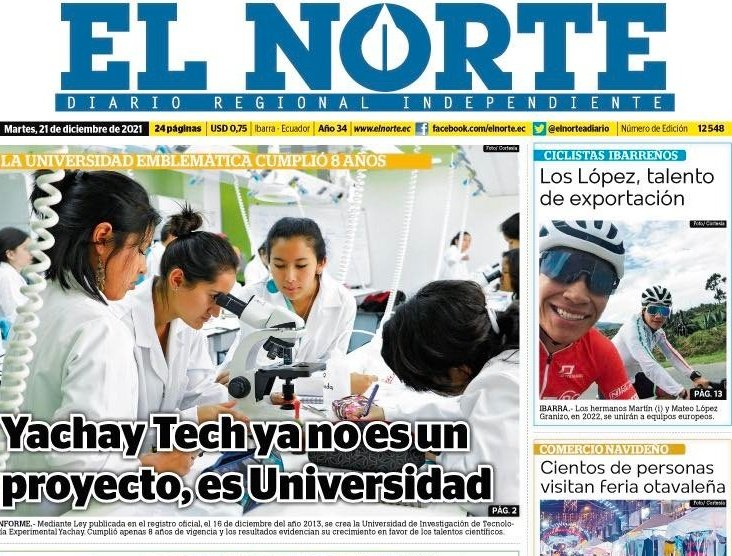 EL NORTE
DIARIO REGIONAL INDEPENDIENTE
Martes, 21 de diciembre de 2021 24 páginas USD 0,75 Ibarra - Ecuador Año 34 www.elnorte.ec facebook.com/elnorte.ec @elnorteadiario Número de Edición 12 548
LA UNIVERSIDAD EMBLEMÁTICA CUMPLIÓ 8 AÑOS
Foto/ Cortesía
Yachay Tech ya no es un
proyecto, es Universidad
PÁG. 2
INFORME.- Mediante Ley publicada en el registro oficial, el 16 de diciembre del año 2013, se crea la Universidad de Investigación de Tecnolo-
ía Experimental Yachay. Cumplió apenas 8 años de vigencia y los resultados evidencian su crecimiento en favor de los talentos científicos.
CICLISTAS IBARREÑOS
Los López, talento
de exportación
Foto/ Cortesía
PÁG. 13
IBARRA.- Los hermanos Martín (i) y Mateo López
Granizo, en 2022, se unirán a equipos europeos.
COMERCIO NAVIDEÑO
Cientos de personas
visitan feria otavaleña
Foto/ Cortesía